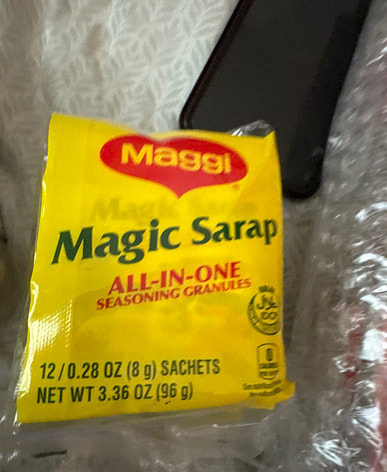 Maggi
Magic Sarap
ALL-IN-ONE
SEASONING GRANULES
12/0.28 OZ (8 g) SACHETS
NET WT 3.36 OZ (96 g)
0